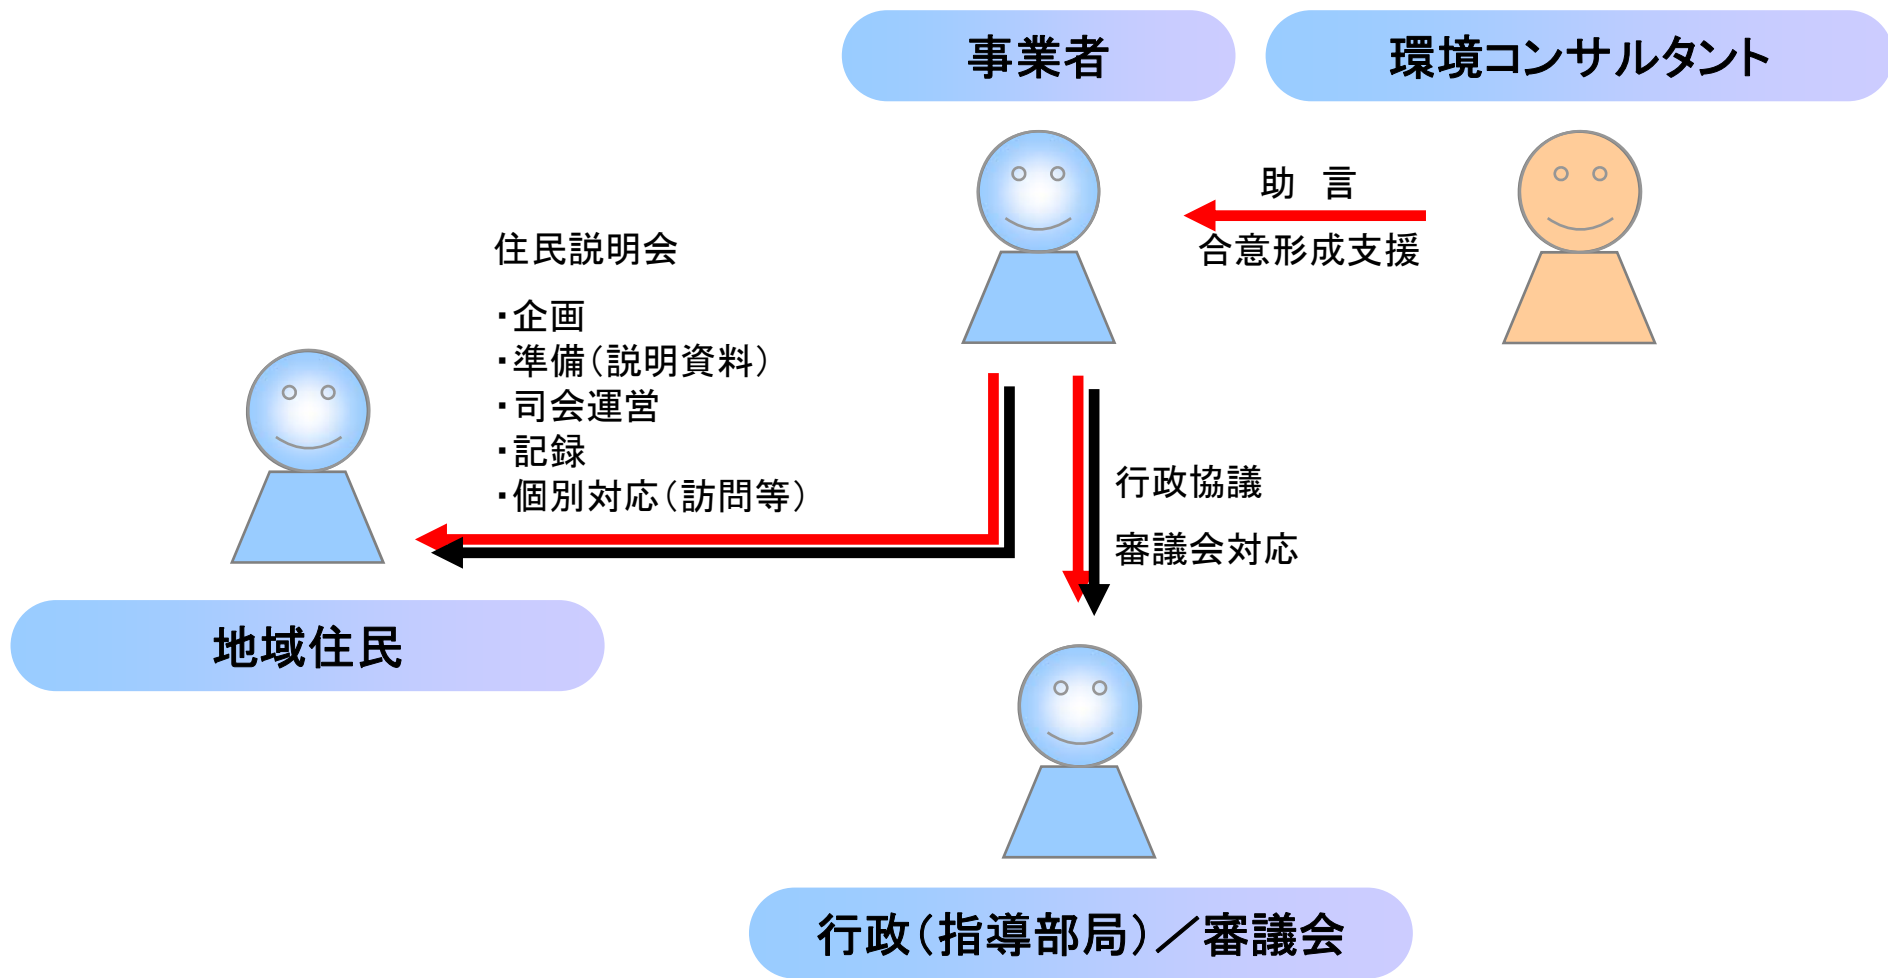 事業者
環境コンサルタント
助　言
合意形成支援
住民説明会
・企画
・準備（説明資料）
・司会運営
・記録
・個別対応（訪問等）
行政協議
審議会対応
地域住民
行政（指導部局）／審議会